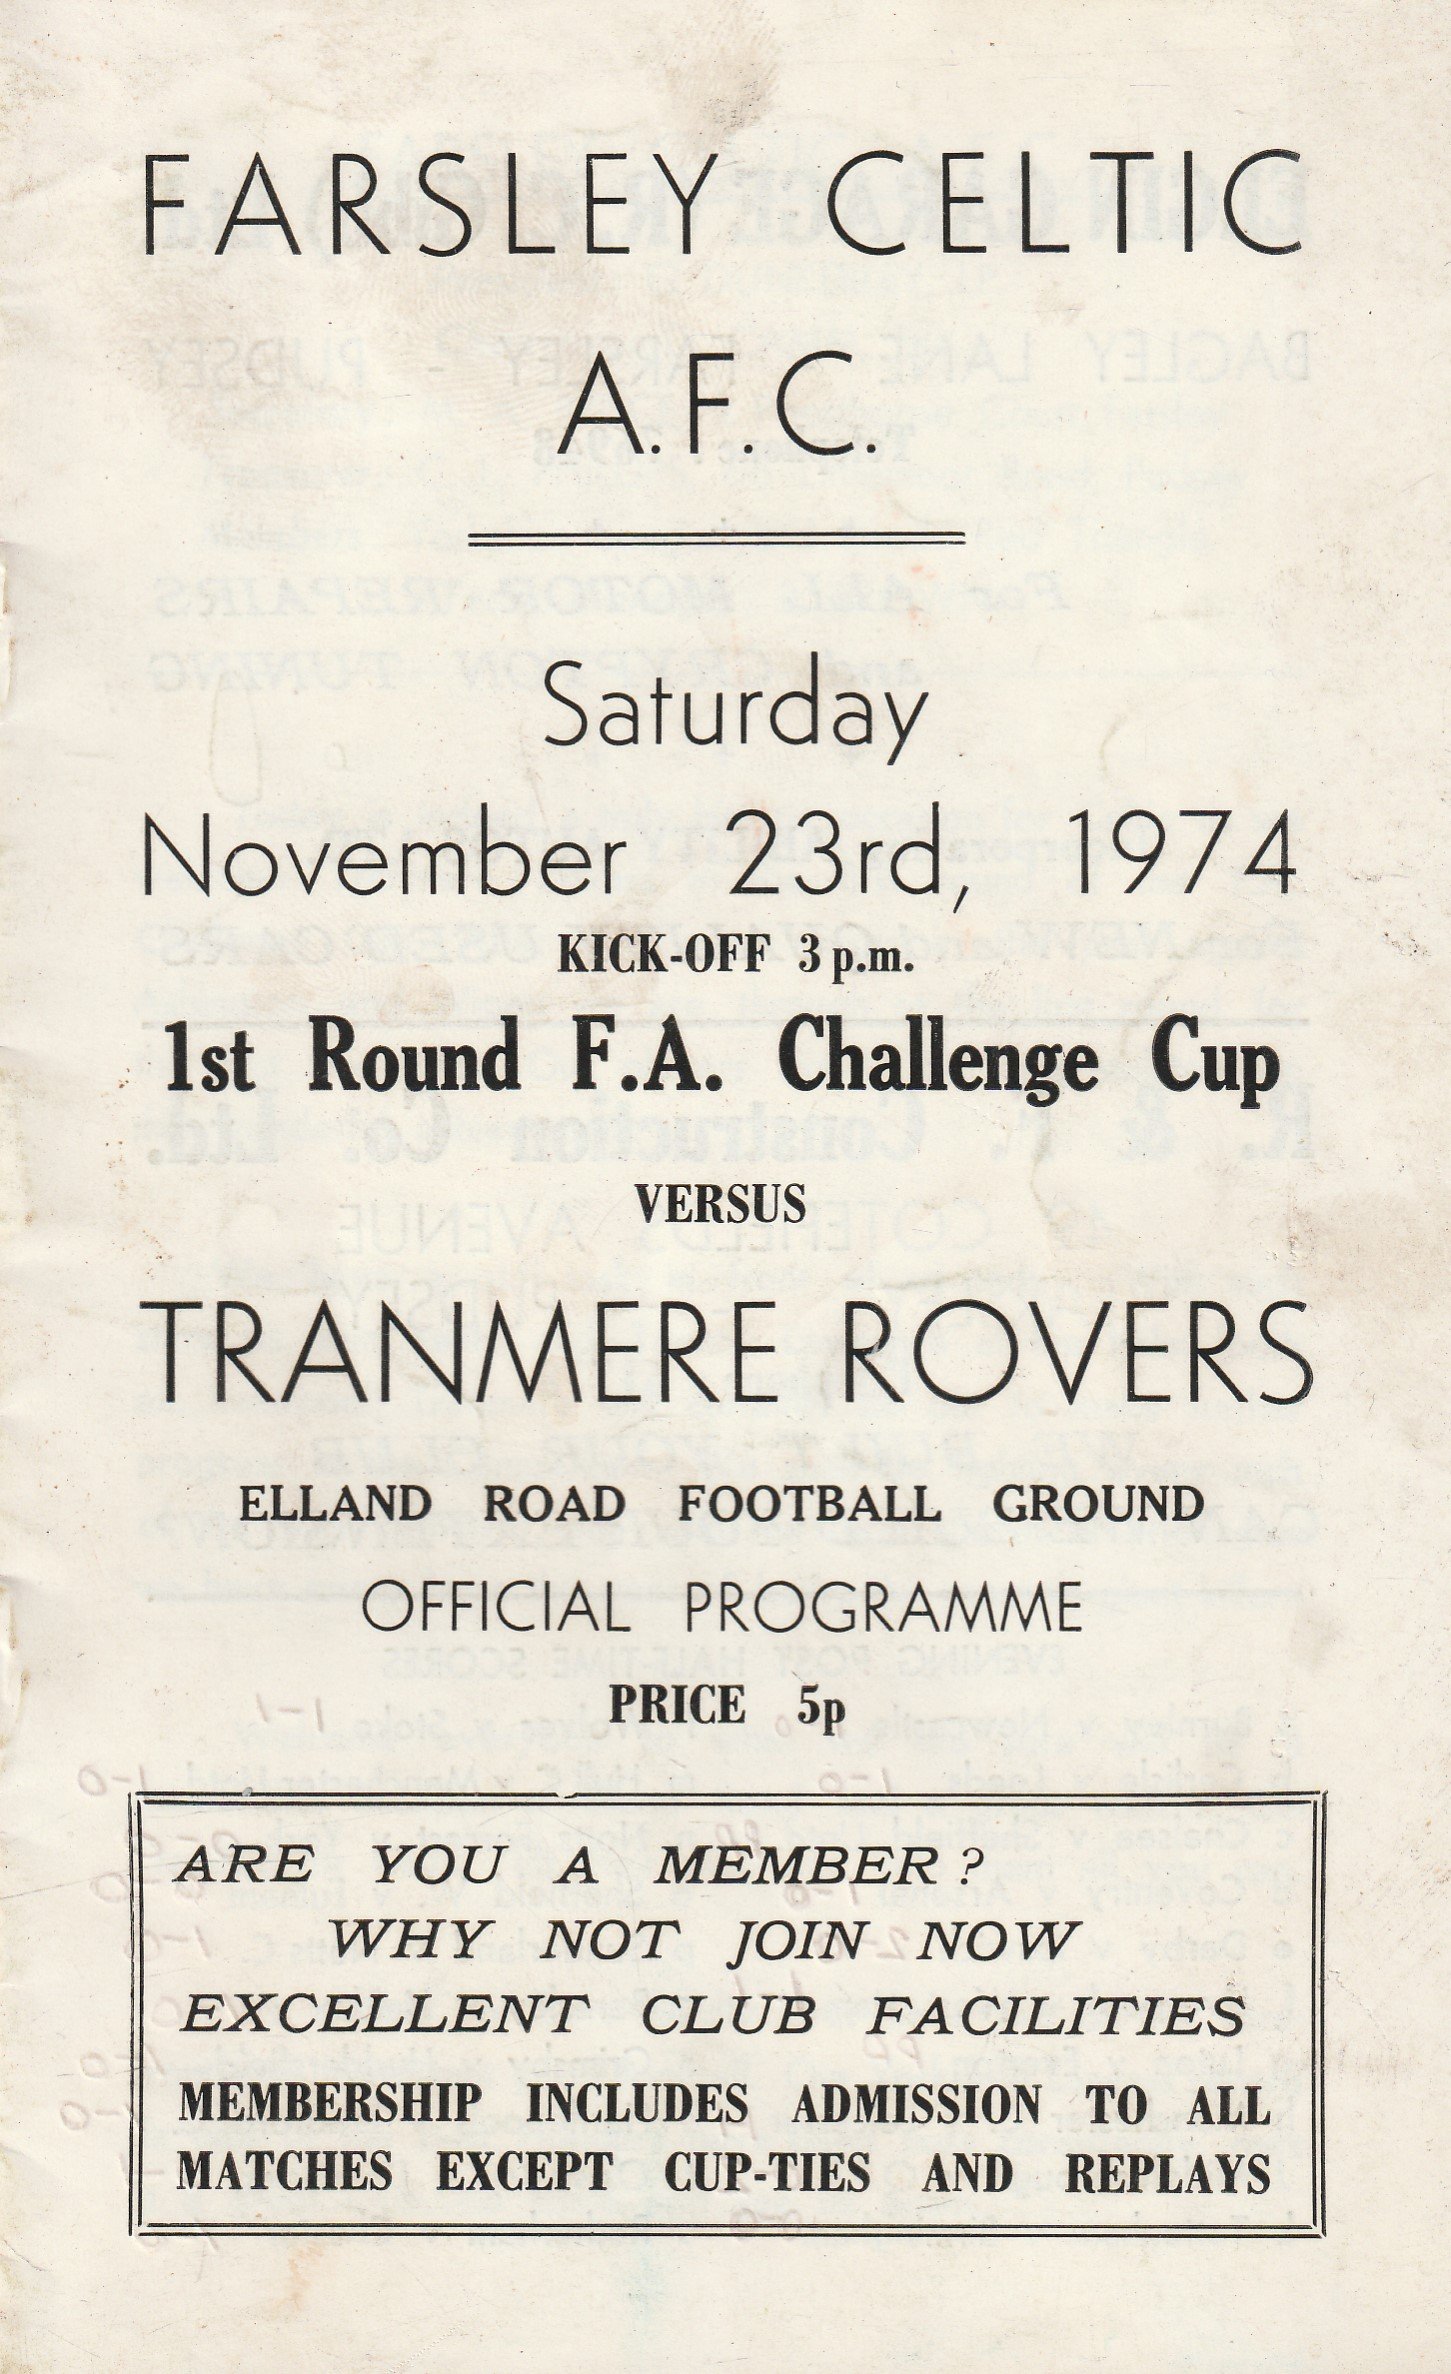 FARSLEY CELTIC
A.F.C.
Saturday
November 23rd, 1974
KICK-OFF 3 p.m.
1st Round F.A. Challenge Cup
VERSUS
TRANMERE ROVERS
ELLAND ROAD FOOTBALL GROUND
OFFICIAL PROGRAMME
PRICE 5p
ARE YOU A MEMBER?
WHY NOT JOIN NOW
EXCELLENT CLUB FACILITIES
MEMBERSHIP INCLUDES ADMISSION TO ALL
MATCHES EXCEPT CUP-TIES AND REPLAYS